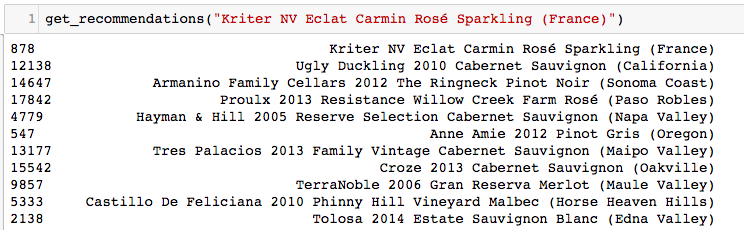 1 get_recommendations("Kriter NV Eclat Carmin Rosé Sparkling (France)")
878 Kriter NV Eclat Carmin Rosé Sparkling (France)
12138 Ugly Duckling 2010 Cabernet Sauvignon (California)
14647 Armanino Family Cellars 2012 The Ringneck Pinot Noir (Sonoma Coast)
17842 Proulx 2013 Resistance Willow Creek Farm Rosé (Paso Robles)
4779 Hayman & Hill 2005 Reserve Selection Cabernet Sauvignon (Napa Valley)
547 Anne Amie 2012 Pinot Gris (Oregon)
13177 Tres Palacios 2013 Family Vintage Cabernet Sauvignon (Maipo Valley)
15542 Croze 2013 Cabernet Sauvignon (Oakville)
9857 TerraNoble 2006 Gran Reserva Merlot (Maule Valley)
5333 Castillo De Feliciana 2010 Phinny Hill Vineyard Malbec (Horse Heaven Hills)
2138 Tolosa 2014 Estate Sauvignon Blanc (Edna Valley)